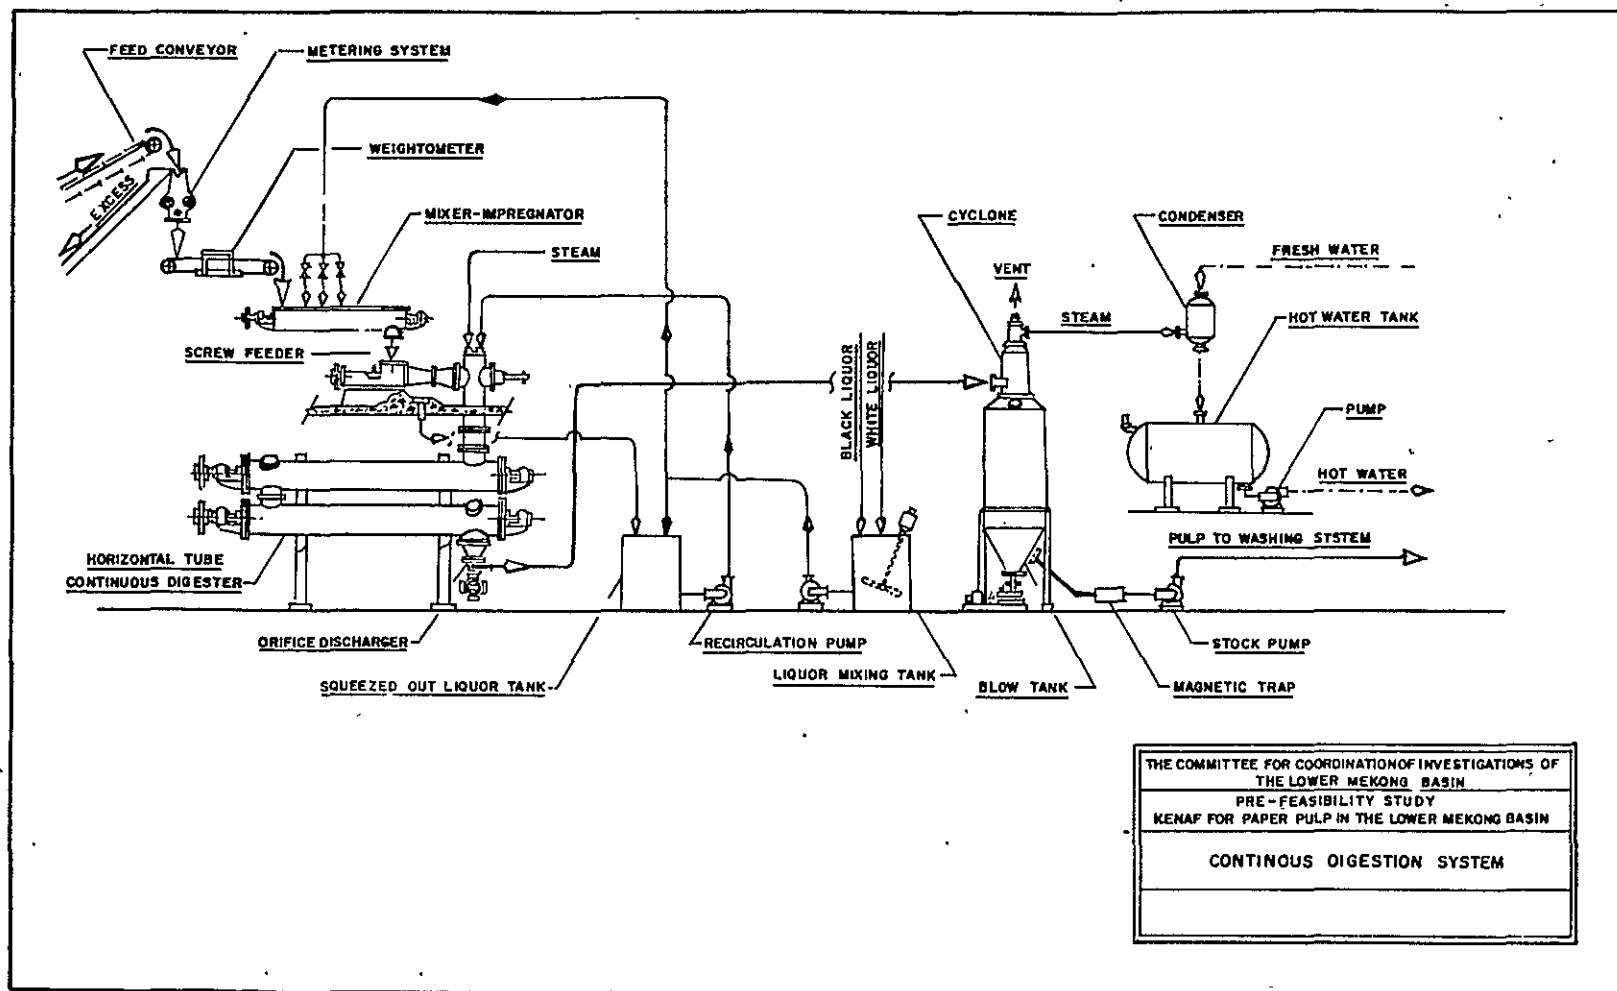 FEED CONVEYOR
METERING SYSTEM
WEIGHTOMETER
EXCESS
MIXER-IMPREGNATOR
STEAM
SCREW FEEDER
CYCLONE
CONDENSER
FRESH WATER
VENT
STEAM
HOT WATER TANK
BLACK LIQUOR
WHITE LIQUOR
PUMP
HOT WATER
PULP TO WASHING SYSTEM
HORIZONTAL TUBE
CONTINUOUS DIGESTER
ORIFICE DISCHARGER
RECIRCULATION PUMP
STOCK PUMP
SQUEEZED OUT LIQUOR TANK
LIQUOR MIXING TANK
BLOW TANK
MAGNETIC TRAP
THE COMMITTEE FOR COORDINATION OF INVESTIGATIONS OF
THE LOWER MEKONG BASIN
PRE-FEASIBILITY STUDY
KENAF FOR PAPER PULP IN THE LOWER MEKONG BASIN
CONTINOUS DIGESTION SYSTEM